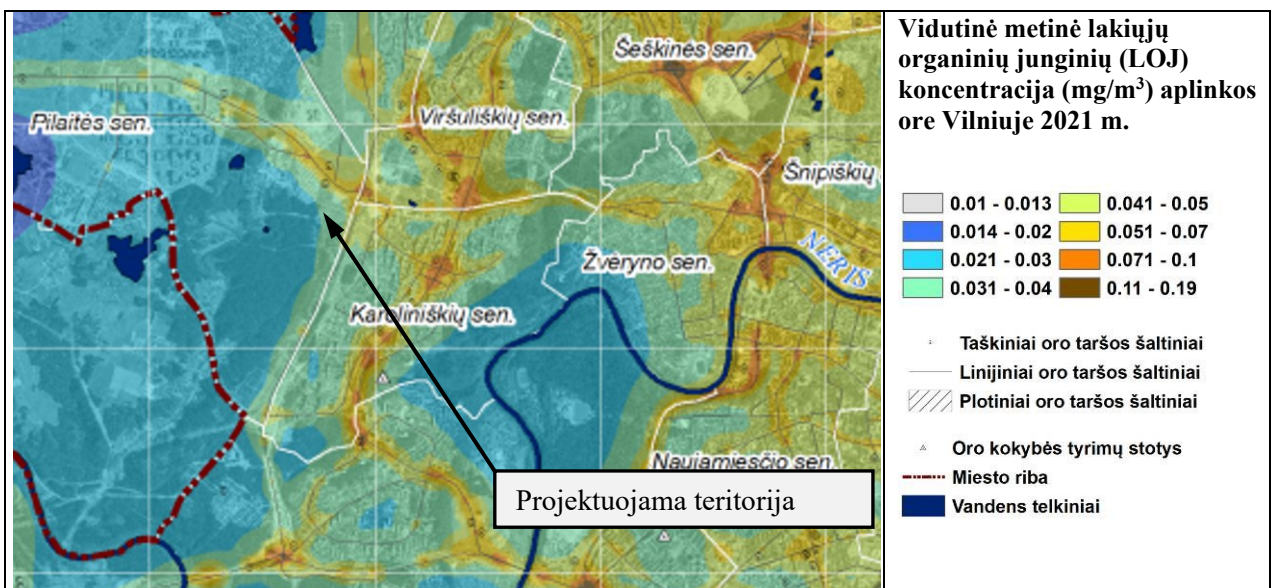 Vidutinė metinė lakiųjų
organinių junginių (LOJ)
koncentracija (mg/m³) aplinkos
ore Vilniuje 2021 m.
Šeškinės sen.
Pilaitės sen.
Viršuliškių sen.
Šnipiškių
NERIS
Žvėryno sen.
Karoliniškių sen.
Naujamiesčio sen.
Projektuojama teritorija
0.01 - 0.013
0.041 - 0.05
0.014 - 0.02
0.051 - 0.07
0.021 - 0.03
0.071 - 0.1
0.031 - 0.04
0.11 - 0.19
Taškiniai oro taršos šaltiniai
Linijiniai oro taršos šaltiniai
Plotiniai oro taršos šaltiniai
Oro kokybės tyrimų stotys
Miesto riba
Vandens telkiniai